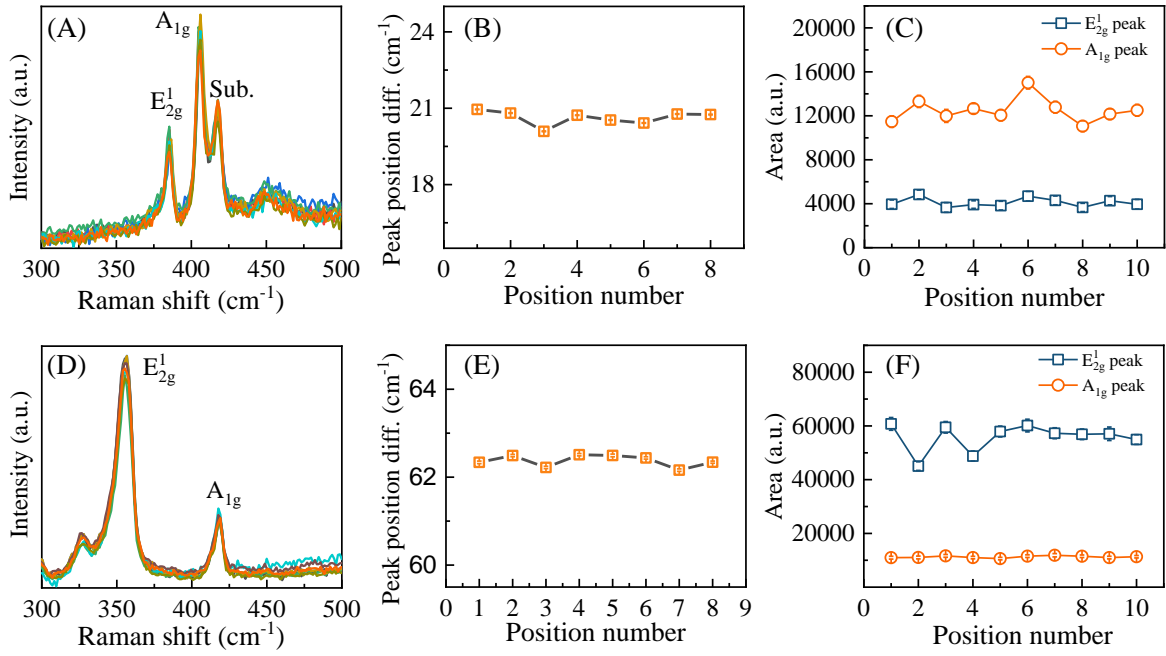 (A)
A1g
E¹2g
Sub.
Intensity (a.u.)
300 350 400 450 500
Raman shift (cm⁻¹)
(B)
24
21
18
Peak position diff. (cm⁻¹)
0 2 4 6 8
Position number
(C)
E¹2g peak
A1g peak
20000
16000
12000
8000
4000
0
Area (a.u.)
0 2 4 6 8 10
Position number
(D)
E¹2g
A1g
Intensity (a.u.)
300 350 400 450 500
Raman shift (cm⁻¹)
(E)
64
62
60
Peak position diff. (cm⁻¹)
0 1 2 3 4 5 6 7 8 9
Position number
(F)
E¹2g peak
A1g peak
80000
60000
40000
20000
Area (a.u.)
0 2 4 6 8 10
Position number